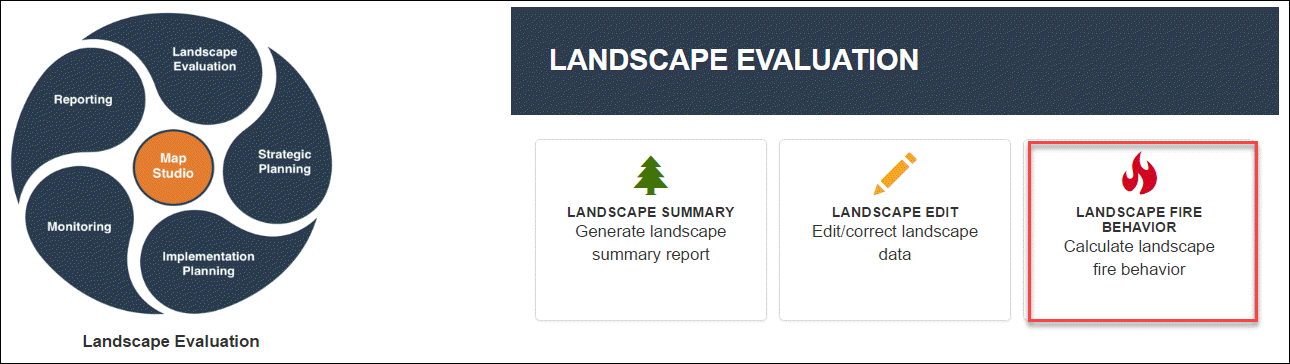 Landscape
Evaluation
Reporting
Map
Studio
Strategic
Planning
Monitoring
Implementation
Planning
Landscape Evaluation
LANDSCAPE EVALUATION
LANDSCAPE SUMMARY
Generate landscape
summary report
LANDSCAPE EDIT
Edit/correct landscape
data
LANDSCAPE FIRE
BEHAVIOR
Calculate landscape
fire behavior